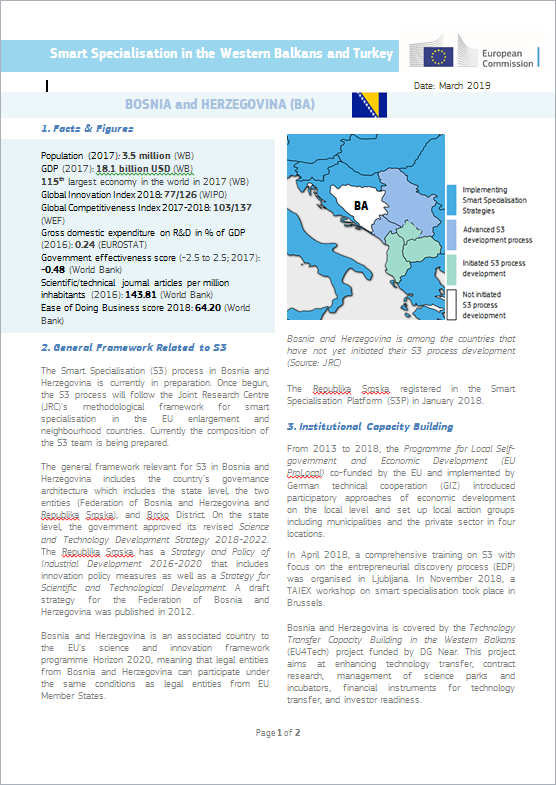 Smart Specialisation in the Western Balkans and Turkey
European
Commission
Date: March 2019
BOSNIA and HERZEGOVINA (BA)
1. Facts & Figures
Population (2017): 3.5 million (WB)
GDP (2017): 18.1 billion USD (WB)
115th largest economy in the world in 2017 (WB)
Global Innovation Index 2018: 77/126 (WIPO)
Global Competitiveness Index 2017-2018: 103/137
(WEF)
Gross domestic expenditure on R&D in % of GDP
(2016): 0.24 (EUROSTAT)
Government effectiveness score (-2.5 to 2.5; 2017):
-0.48 (World Bank)
Scientific/technical journal articles per million
inhabitants (2016): 143.81 (World Bank)
Ease of Doing Business score 2018: 64.20 (World
Bank)
2. General Framework Related to S3
The Smart Specialisation (S3) process in Bosnia and
Herzegovina is currently in preparation. Once begun,
the S3 process will follow the Joint Research Centre
(JRC)'s methodological framework for smart
specialisation in the EU enlargement and
neighbourhood countries. Currently the composition of
the S3 team is being prepared.
The general framework relevant for S3 in Bosnia and
Herzegovina includes the country's governance
architecture which includes the state level, the two
entities (Federation of Bosnia and Herzegovina and
Republika Srpska), and Brcko District. On the state
level, the government approved its revised Science
and Technology Development Strategy 2018-2022.
The Republika Srpska has a Strategy and Policy of
Industrial Development 2016-2020 that includes
innovation policy measures as well as a Strategy for
Scientific and Technological Development. A draft
strategy for the Federation of Bosnia and
Herzegovina was published in 2012.
Bosnia and Herzegovina is an associated country to
the EU's science and innovation framework
programme Horizon 2020, meaning that legal entities
from Bosnia and Herzegovina can participate under
the same conditions as legal entities from EU
Member States.
BA
Implementing
Smart Specialisation
Strategies
Advanced S3
development process
Initiated S3 process
development
Not initiated
S3 process
development
Bosnia and Herzegovina is among the countries that
have not yet initiated their S3 process development
(Source: JRC)
The Republika Srpska registered in the Smart
Specialisation Platform (S3P) in January 2018.
3. Institutional Capacity Building
From 2013 to 2018, the Programme for Local Self-
government and Economic Development (EU
ProLocal) co-funded by the EU and implemented by
German technical cooperation (GIZ) introduced
participatory approaches of economic development
on the local level and set up local action groups
including municipalities and the private sector in four
locations.
In April 2018, a comprehensive training on S3 with
focus on the entrepreneurial discovery process (EDP)
was organised in Ljubljana. In November 2018, a
TAIEX workshop on smart specialisation took place in
Brussels.
Bosnia and Herzegovina is covered by the Technology
Transfer Capacity Building in the Western Balkans
(EU4Tech) project funded by DG Near. This project
aims at enhancing technology transfer, contract
research, management of science parks and
incubators, financial instruments for technology
transfer, and investor readiness.
Page 1 of 2